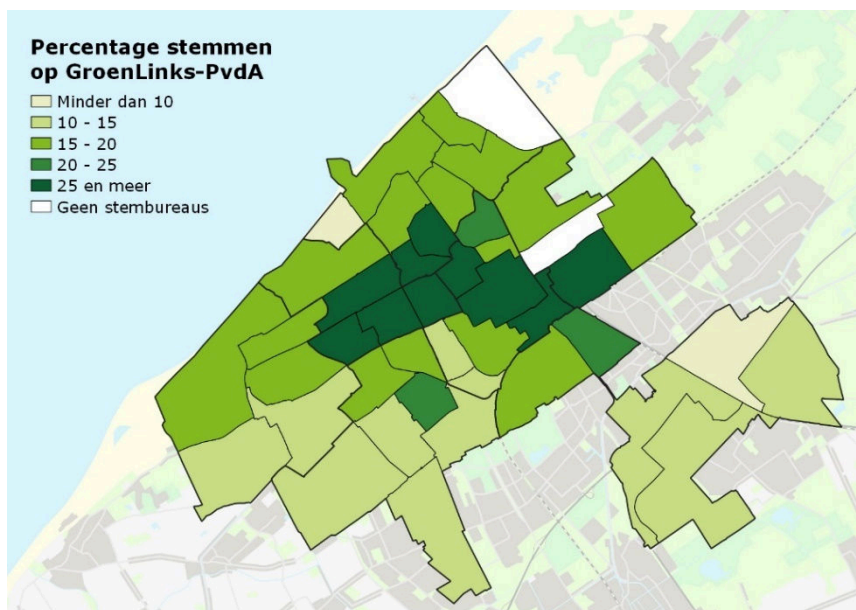 Percentage stemmen
op GroenLinks-PvdA
Minder dan 10
10 - 15
15 - 20
20 - 25
25 en meer
Geen stembureaus